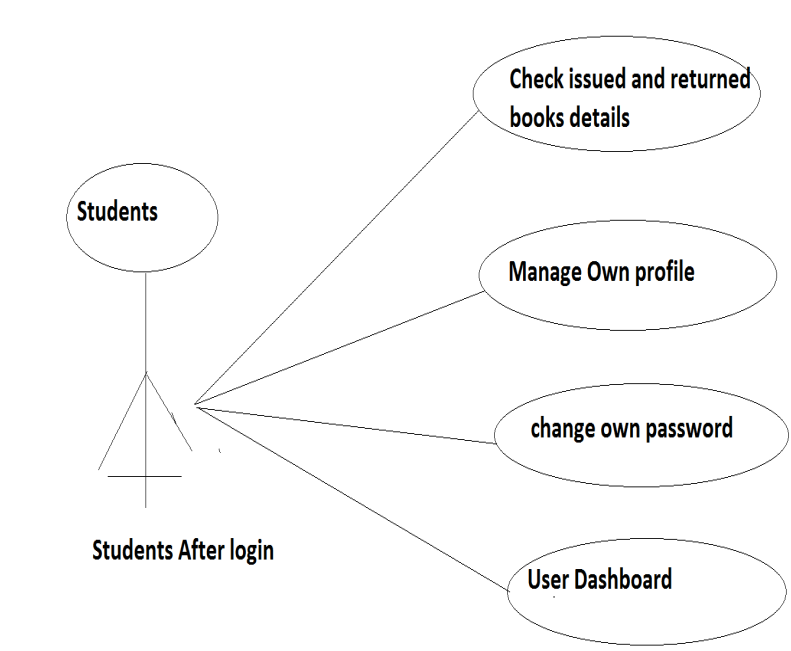 Check issued and returned
books details
Students
Manage Own profile
change own password
Students After login
User Dashboard